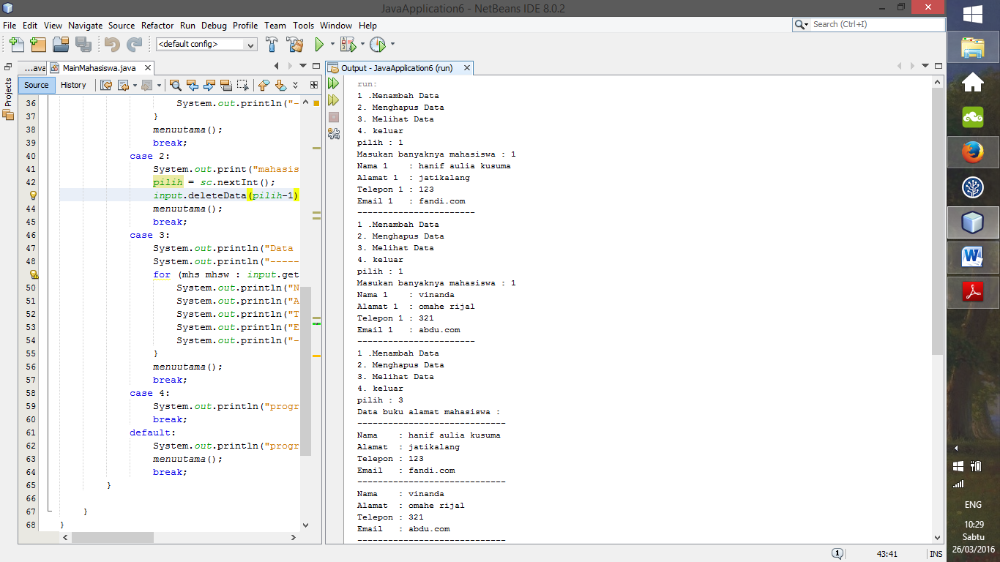 JavaApplication6 - NetBeans IDE 8.0.2
File Edit View Navigate Source Refactor Run Debug Profile Team Tools Window Help
Search (Ctrl+I)
<default config>
Projects
...ava
MainMahasiswa.java
Source History
36 System.out.println("-
37 }
38 menuutama();
39 break;
40 case 2:
41 System.out.print("mahasis
42 pilih = sc.nextInt();
input.deleteData(pilih-1)
44 menuutama();
45 break;
46 case 3:
47 System.out.println("Data
48 System.out.println("-----
for (mhs mhsw : input.get
50 System.out.println("N
51 System.out.println("A
52 System.out.println("T
53 System.out.println("E
54 System.out.println("-
55 }
56 menuutama();
57 break;
58 case 4:
59 System.out.println("progr
60 break;
61 default:
62 System.out.println("progr
63 menuutama();
64 break;
65 }
66
67 }
68 }
Output - JavaApplication6 (run)
run:
1 .Menambah Data
2. Menghapus Data
3. Melihat Data
4. keluar
pilih : 1
Masukan banyaknya mahasiswa : 1
Nama 1    : hanif aulia kusuma
Alamat 1  : jatikalang
Telepon 1 : 123
Email 1   : fandi.com
-----------------------
1 .Menambah Data
2. Menghapus Data
3. Melihat Data
4. keluar
pilih : 1
Masukan banyaknya mahasiswa : 1
Nama 1    : vinanda
Alamat 1  : omahe rijal
Telepon 1 : 321
Email 1   : abdu.com
-----------------------
1 .Menambah Data
2. Menghapus Data
3. Melihat Data
4. keluar
pilih : 3
Data buku alamat mahasiswa :
-----------------------------
Nama    : hanif aulia kusuma
Alamat  : jatikalang
Telepon : 123
Email   : fandi.com
-----------------------------
Nama    : vinanda
Alamat  : omahe rijal
Telepon : 321
Email   : abdu.com
-----------------------------
1
43:41
INS
ENG
10:29
Sabtu
26/03/2016